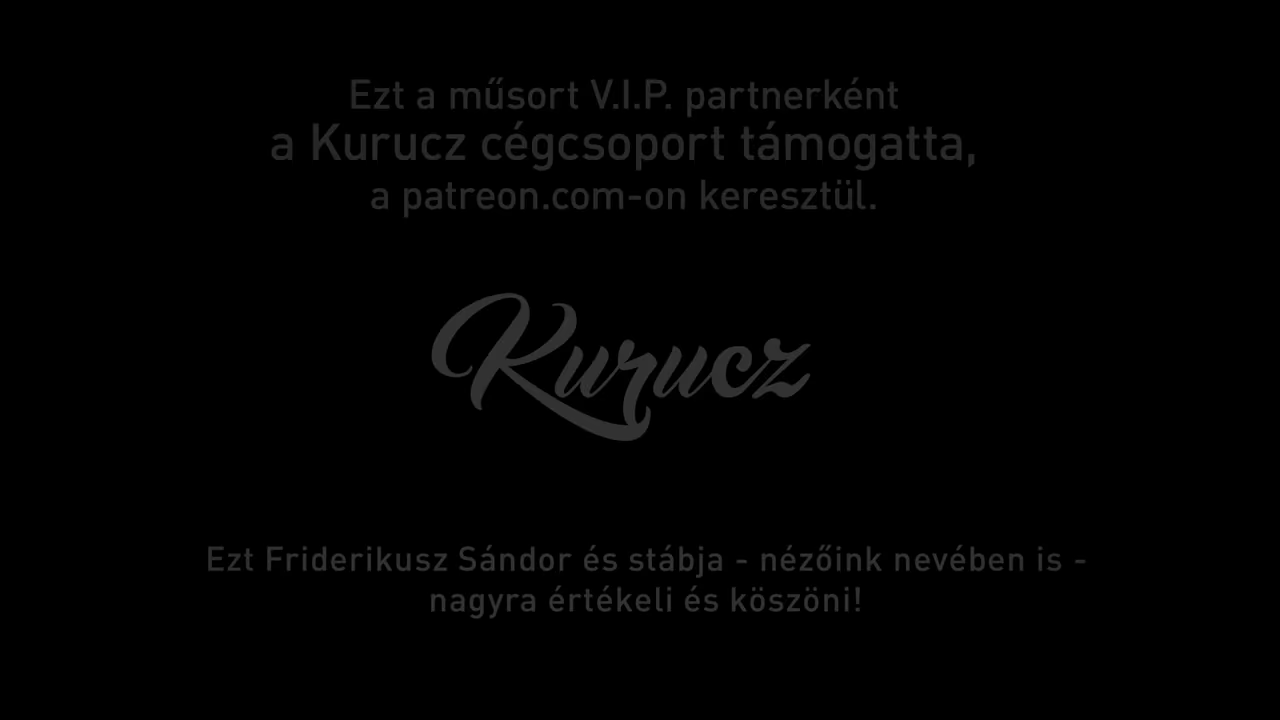 Ezt a műsort V.I.P. partnerként
a Kurucz cégcsoport támogatta,
a patreon.com-on keresztül.
Kurucz
Ezt Friderikusz Sándor és stábja - nézőink nevében is -
nagyra értékeli és köszöni!